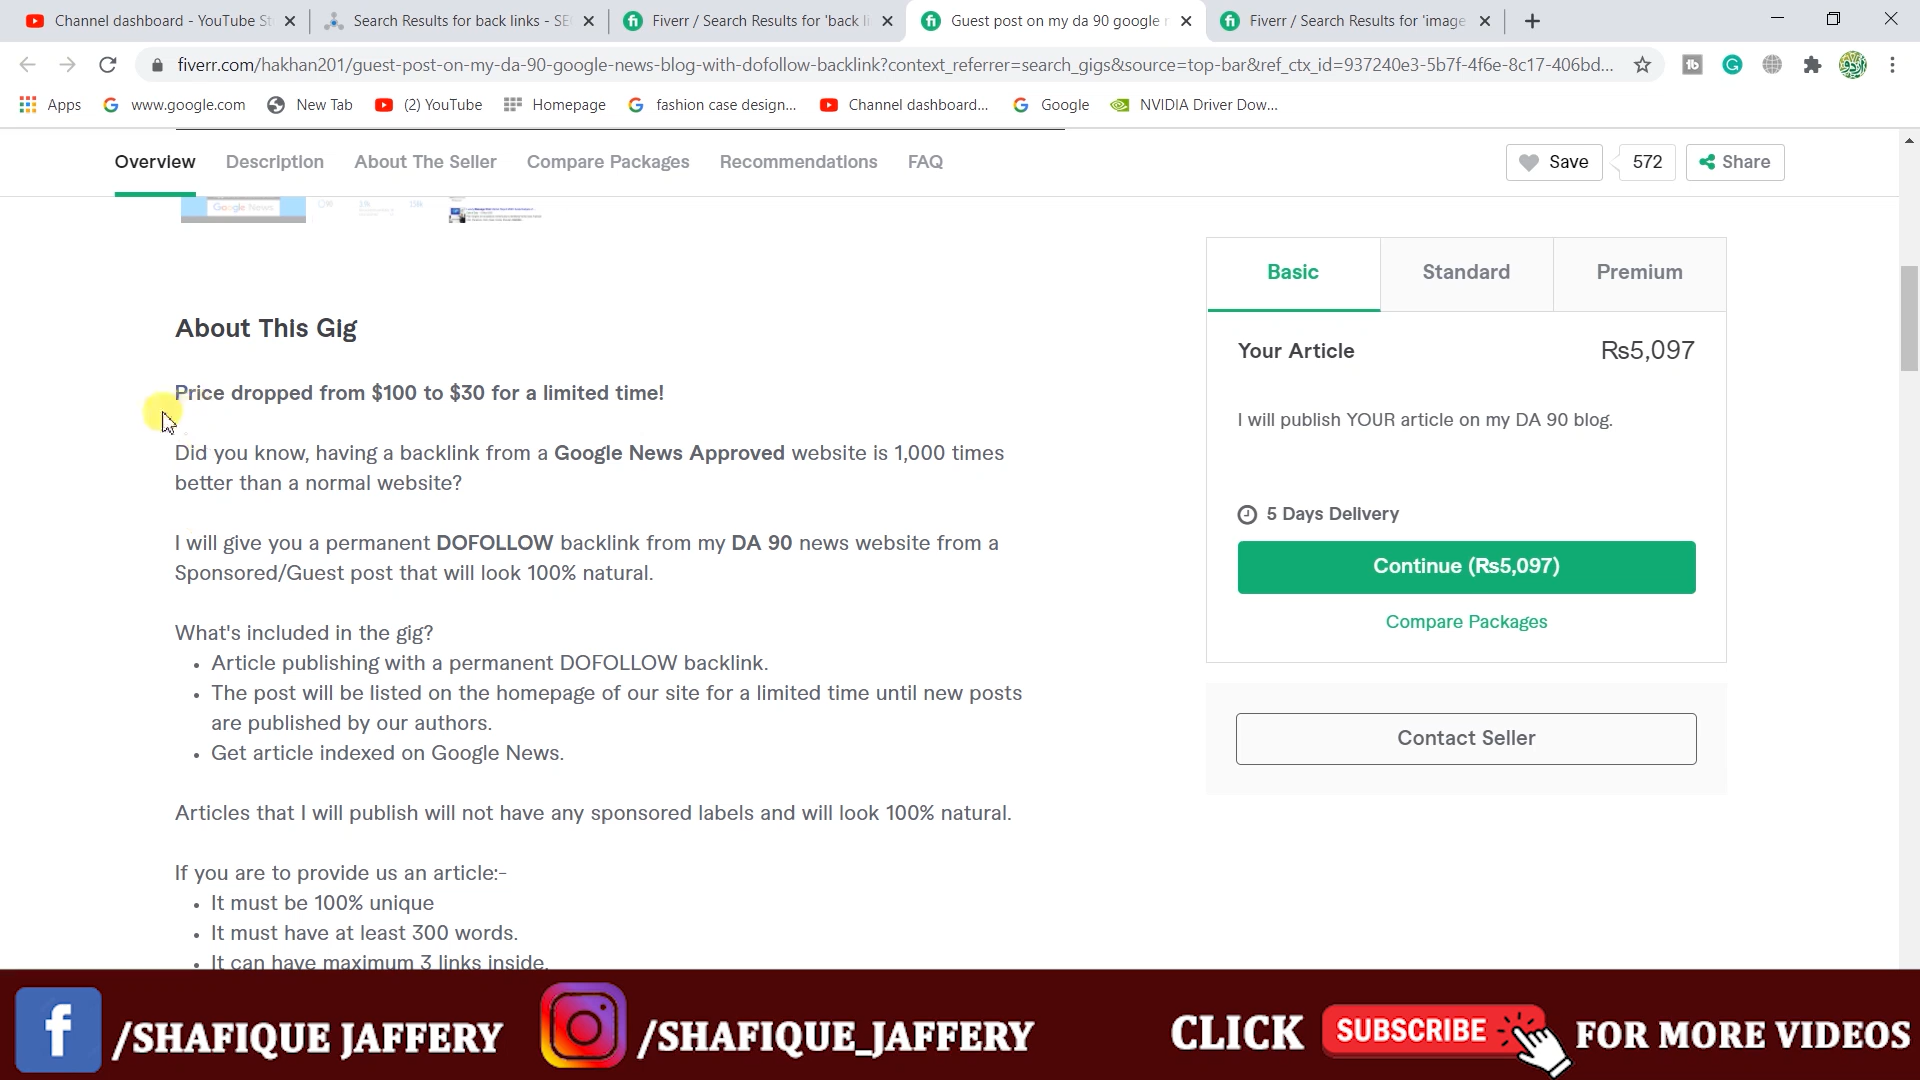 Channel dashboard - YouTube St
Search Results for back links - SE
Fiverr / Search Results for 'back li
Guest post on my da 90 google n
Fiverr / Search Results for 'image
fiverr.com/hakhan201/guest-post-on-my-da-90-google-news-blog-with-dofollow-backlink?context_referrer=search_gigs&source=top-bar&ref_ctx_id=937240e3-5b7f-4f6e-8c17-406bd...
Apps
www.google.com
New Tab
(2) YouTube
Homepage
fashion case design...
Channel dashboard...
Google
NVIDIA Driver Dow...
Overview
Description
About The Seller
Compare Packages
Recommendations
FAQ
Save
572
Share
Google News
About This Gig
Price dropped from $100 to $30 for a limited time!
Did you know, having a backlink from a Google News Approved website is 1,000 times
better than a normal website?
I will give you a permanent DOFOLLOW backlink from my DA 90 news website from a
Sponsored/Guest post that will look 100% natural.
What's included in the gig?
• Article publishing with a permanent DOFOLLOW backlink.
• The post will be listed on the homepage of our site for a limited time until new posts
are published by our authors.
• Get article indexed on Google News.
Articles that I will publish will not have any sponsored labels and will look 100% natural.
If you are to provide us an article:-
• It must be 100% unique
• It must have at least 300 words.
• It can have maximum 3 links inside.
Basic
Standard
Premium
Your Article
Rs5,097
I will publish YOUR article on my DA 90 blog.
5 Days Delivery
Continue (Rs5,097)
Compare Packages
Contact Seller
/SHAFIQUE JAFFERY
/SHAFIQUE_JAFFERY
CLICK SUBSCRIBE FOR MORE VIDEOS